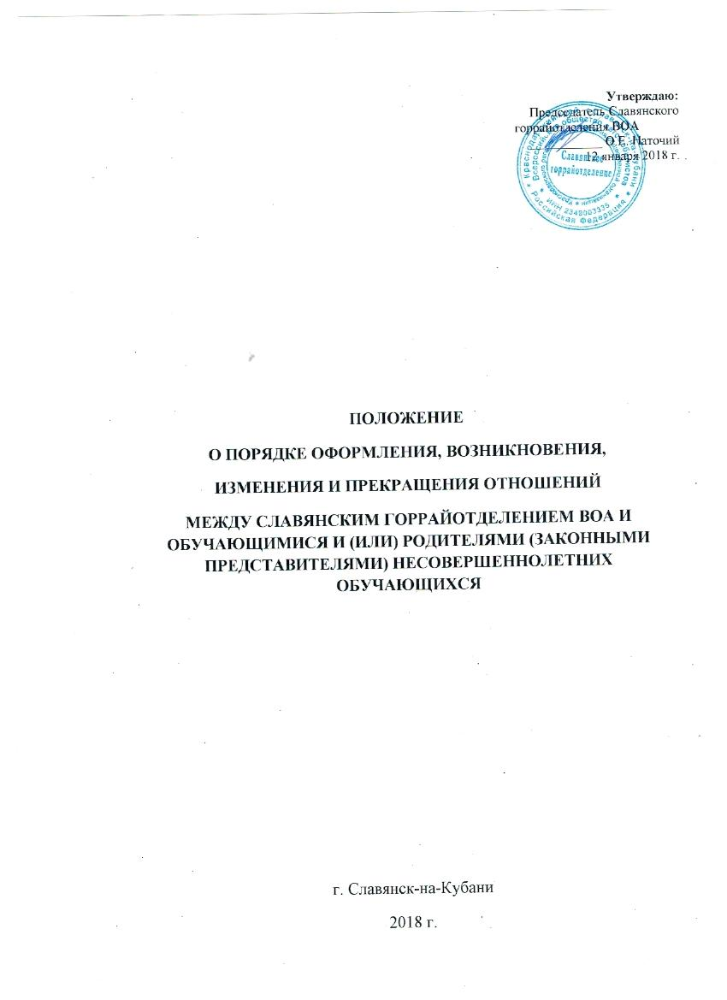 Утверждаю:
Председатель Славянского
горрайотделения ВОА
О.Е. Наточий
12 января 2018 г.
Славянское
горрайотделение
ИНН 2349003335
Российская Федерация
ПОЛОЖЕНИЕ
О ПОРЯДКЕ ОФОРМЛЕНИЯ, ВОЗНИКНОВЕНИЯ,
ИЗМЕНЕНИЯ И ПРЕКРАЩЕНИЯ ОТНОШЕНИЙ
МЕЖДУ СЛАВЯНСКИМ ГОРРАЙОТДЕЛЕНИЕМ ВОА И
ОБУЧАЮЩИМИСЯ И (ИЛИ) РОДИТЕЛЯМИ (ЗАКОННЫМИ
ПРЕДСТАВИТЕЛЯМИ) НЕСОВЕРШЕННОЛЕТНИХ
ОБУЧАЮЩИХСЯ
г. Славянск-на-Кубани
2018 г.